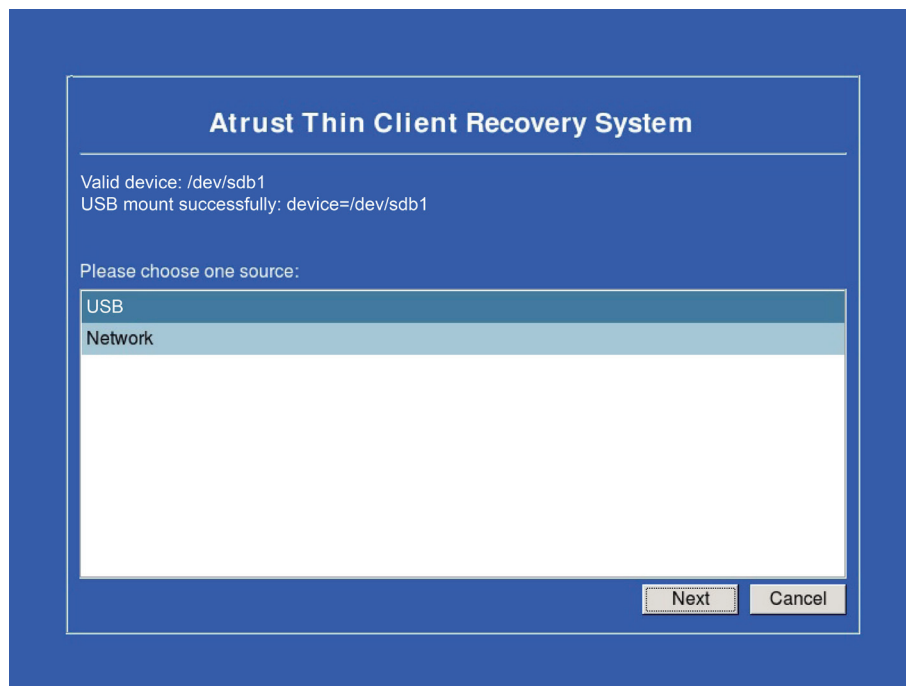 Atrust Thin Client Recovery System
Valid device: /dev/sdb1
USB mount successfully: device=/dev/sdb1
Please choose one source:
USB
Network
Next Cancel